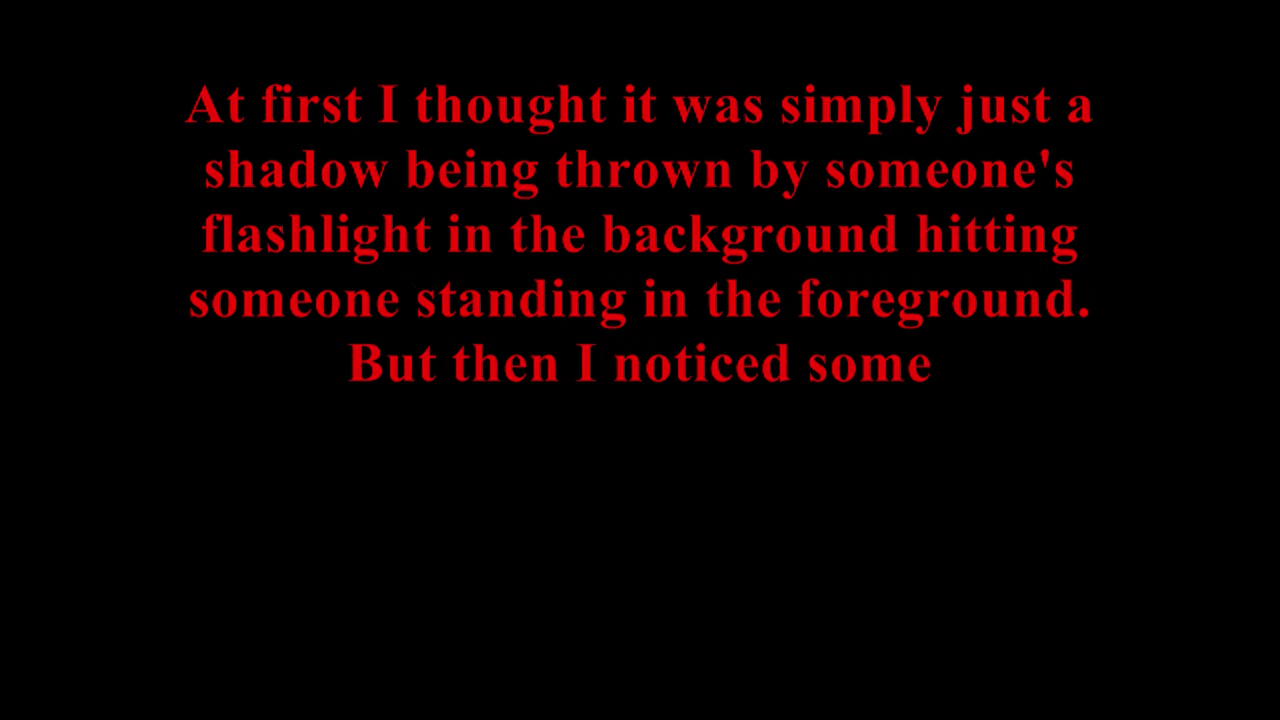 At first I thought it was simply just a
shadow being thrown by someone's
flashlight in the background hitting
someone standing in the foreground.
But then I noticed some